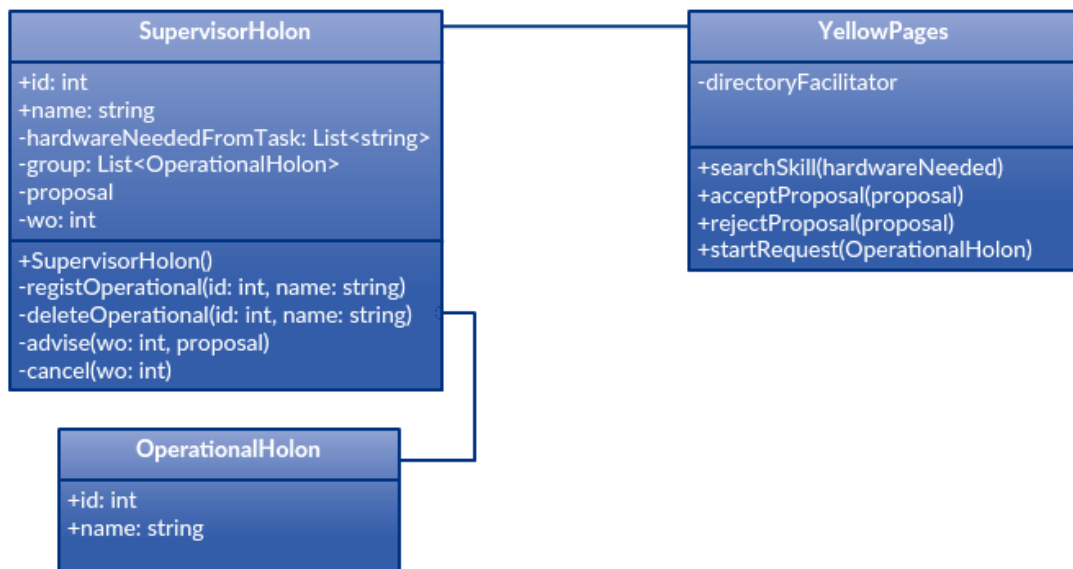 SupervisorHolon
+id: int
+name: string
-hardwareNeededFromTask: List<string>
-group: List<OperationalHolon>
-proposal
-wo: int
+SupervisorHolon()
-registOperational(id: int, name: string)
-deleteOperational(id: int, name: string)
-advise(wo: int, proposal)
-cancel(wo: int)
YellowPages
-directoryFacilitator
+searchSkill(hardwareNeeded)
+acceptProposal(proposal)
+rejectProposal(proposal)
+startRequest(OperationalHolon)
OperationalHolon
+id: int
+name: string